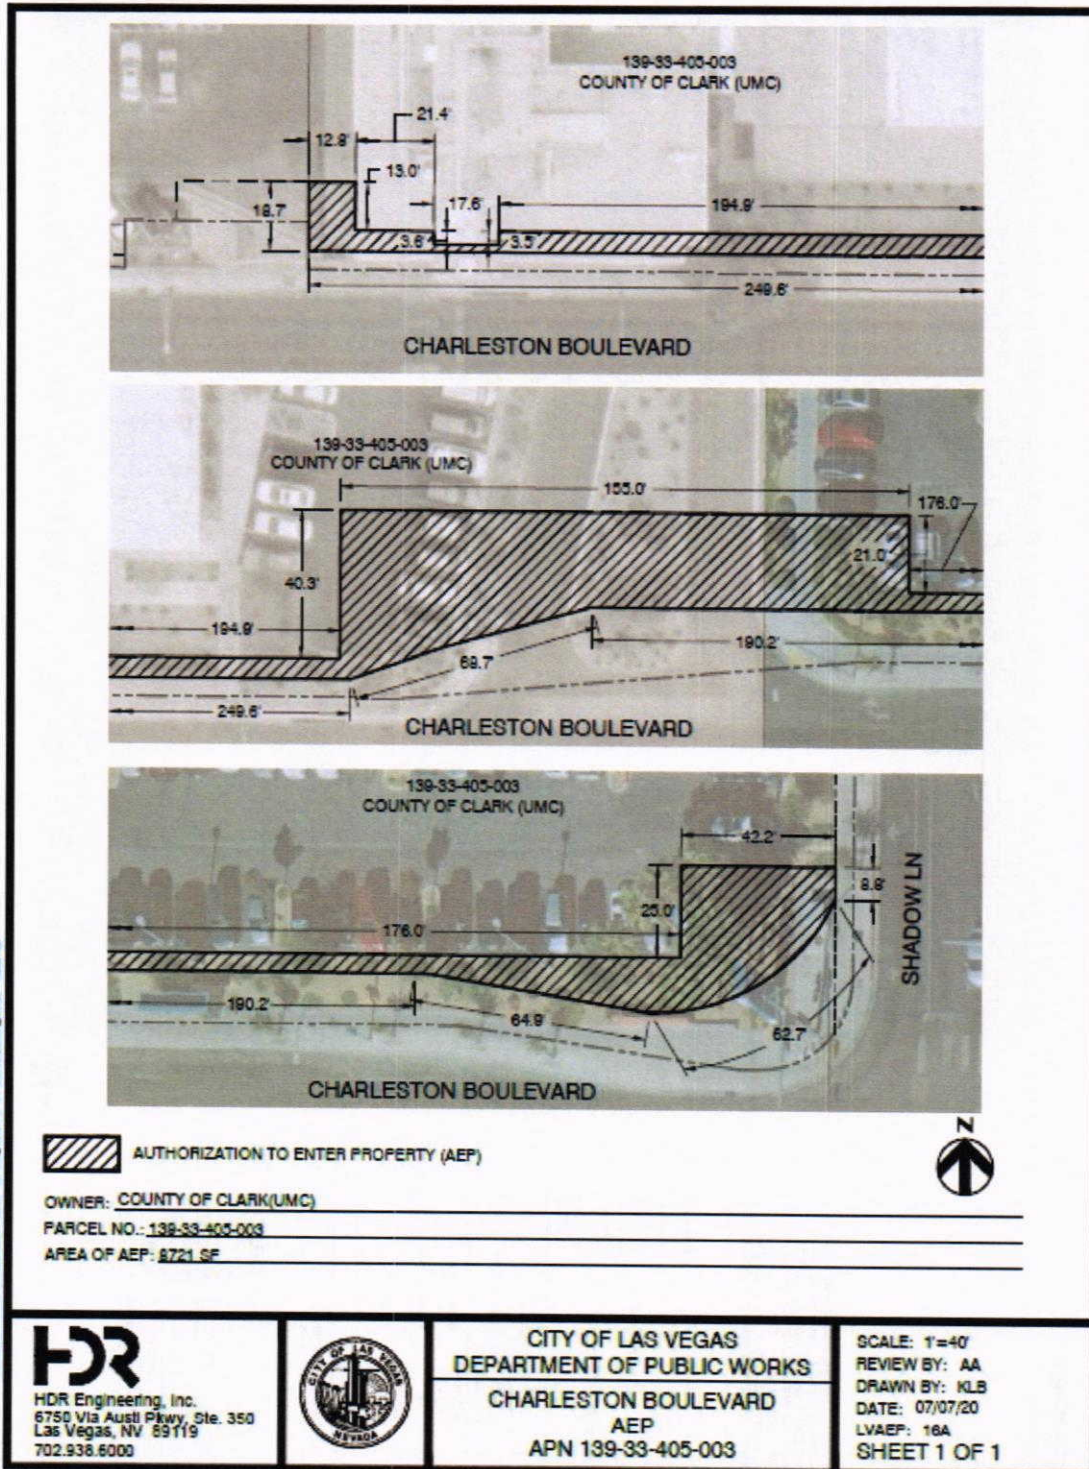 139-33-405-003
COUNTY OF CLARK (UMC)
21.4'
12.8'
13.0'
18.7'
17.6'
194.9'
3.6'
3.5'
249.6'
CHARLESTON BOULEVARD
139-33-405-003
COUNTY OF CLARK (UMC)
155.0'
176.0'
21.0'
40.3'
194.9'
190.2'
69.7'
249.6'
CHARLESTON BOULEVARD
139-33-405-003
COUNTY OF CLARK (UMC)
42.2'
8.8'
25.0'
176.0'
SHADOW LN
190.2'
64.9'
62.7'
CHARLESTON BOULEVARD
N
AUTHORIZATION TO ENTER PROPERTY (AEP)
OWNER: COUNTY OF CLARK(UMC)
PARCEL NO.: 139-33-405-003
AREA OF AEP: 8721 SF
HDR
HDR Engineering, Inc.
6750 Via Austi Pkwy, Ste. 350
Las Vegas, NV 89119
702.938.6000
CITY OF LAS VEGAS
NEVADA
CITY OF LAS VEGAS
DEPARTMENT OF PUBLIC WORKS
CHARLESTON BOULEVARD
AEP
APN 139-33-405-003
SCALE: 1"=40'
REVIEW BY: AA
DRAWN BY: KLB
DATE: 07/07/20
LVAEP: 16A
SHEET 1 OF 1